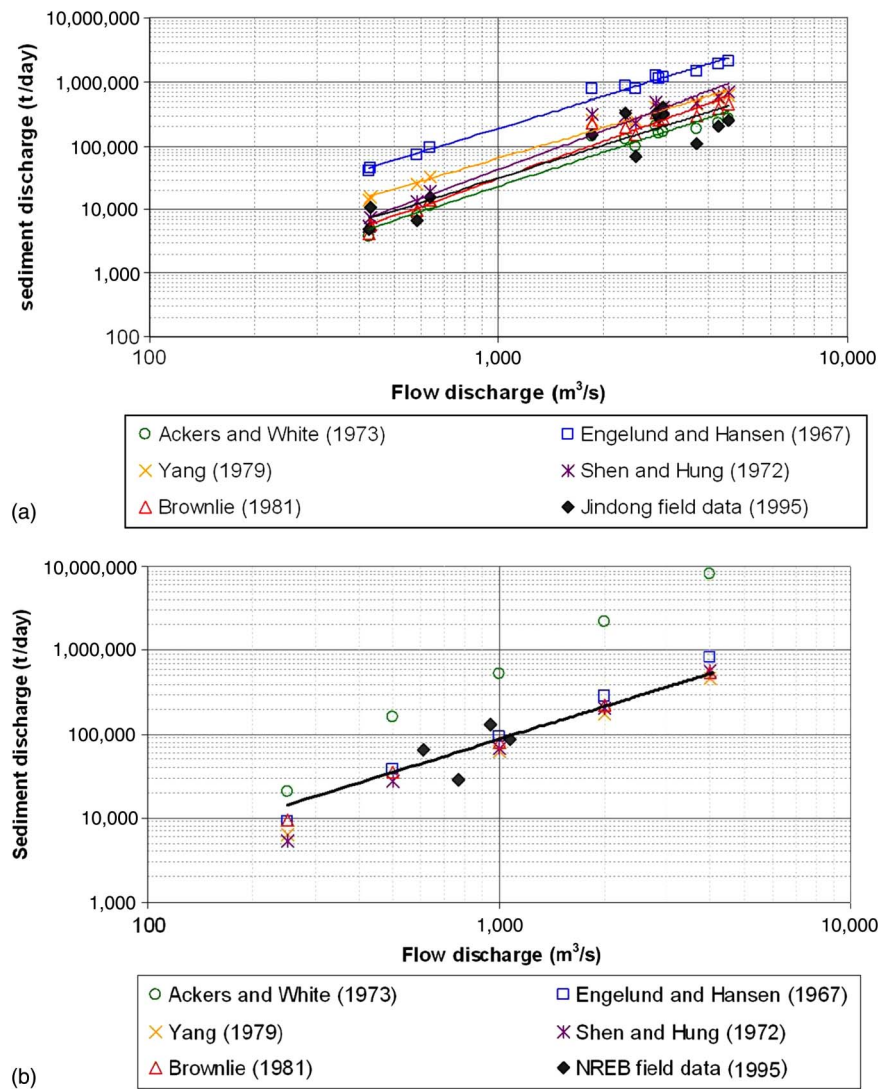 10,000,000
1,000,000
100,000
10,000
1,000
100
sediment discharge (t/day)
100
1,000
10,000
Flow discharge (m³/s)
Ackers and White (1973)
Engelund and Hansen (1967)
Yang (1979)
Shen and Hung (1972)
Brownlie (1981)
Jindong field data (1995)
(a)
10,000,000
1,000,000
100,000
10,000
1,000
Sediment discharge (t/day)
100
1,000
10,000
Flow discharge (m³/s)
Ackers and White (1973)
Engelund and Hansen (1967)
Yang (1979)
Shen and Hung (1972)
Brownlie (1981)
NREB field data (1995)
(b)